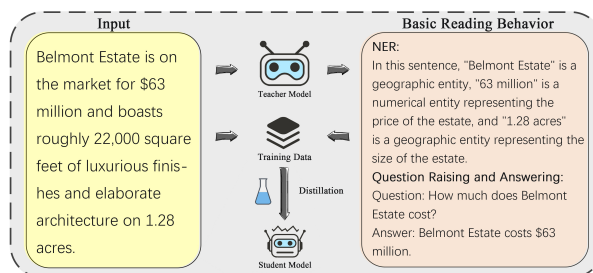 Input
Belmont Estate is on
the market for $63
million and boasts
roughly 22,000 square
feet of luxurious finis-
hes and elaborate
architecture on 1.28
acres.
Teacher Model
Training Data
Distillation
Student Model
Basic Reading Behavior
NER:
In this sentence, "Belmont Estate" is a
geographic entity, "63 million" is a
numerical entity representing the
price of the estate, and "1.28 acres"
is a geographic entity representing the
size of the estate.
Question Raising and Answering:
Question: How much does Belmont
Estate cost?
Answer: Belmont Estate costs $63
million.